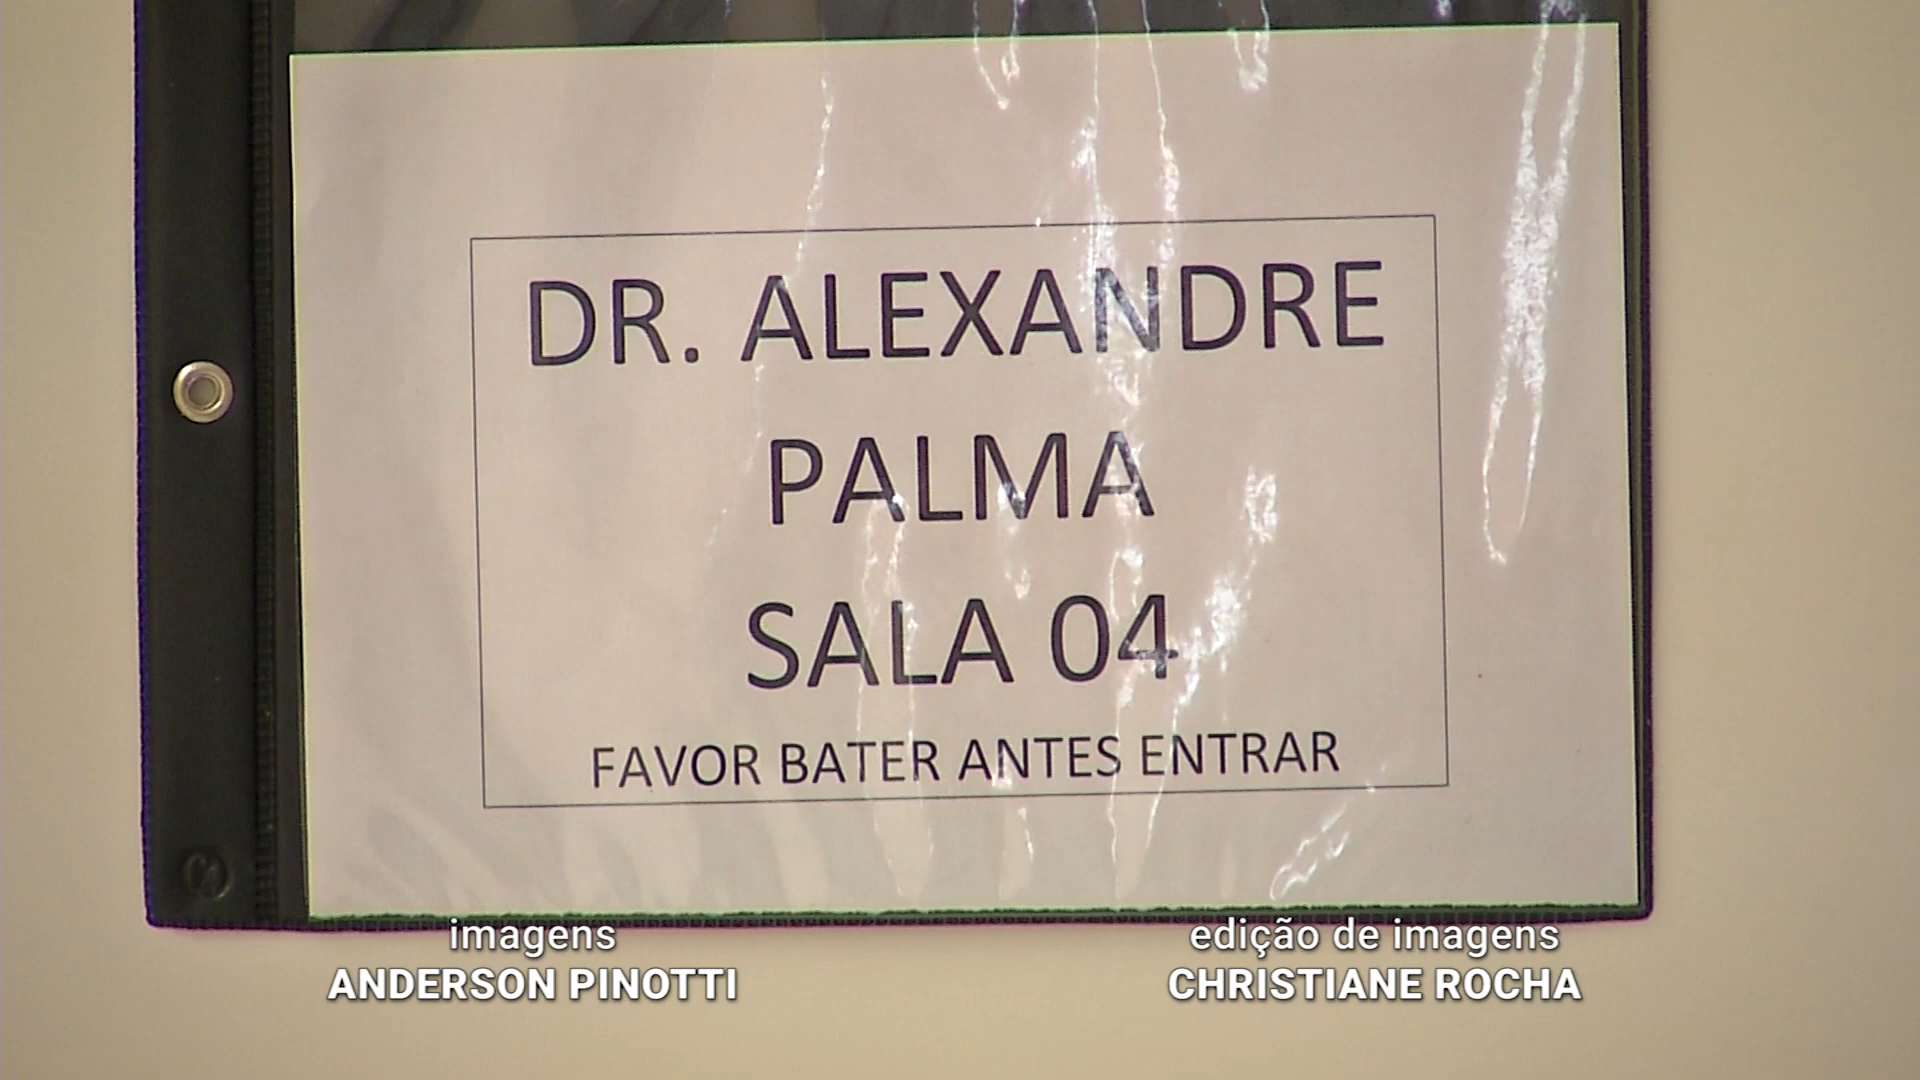 DR. ALEXANDRE
PALMA
SALA 04
FAVOR BATER ANTES ENTRAR
imagens
ANDERSON PINOTTI
edição de imagens
CHRISTIANE ROCHA